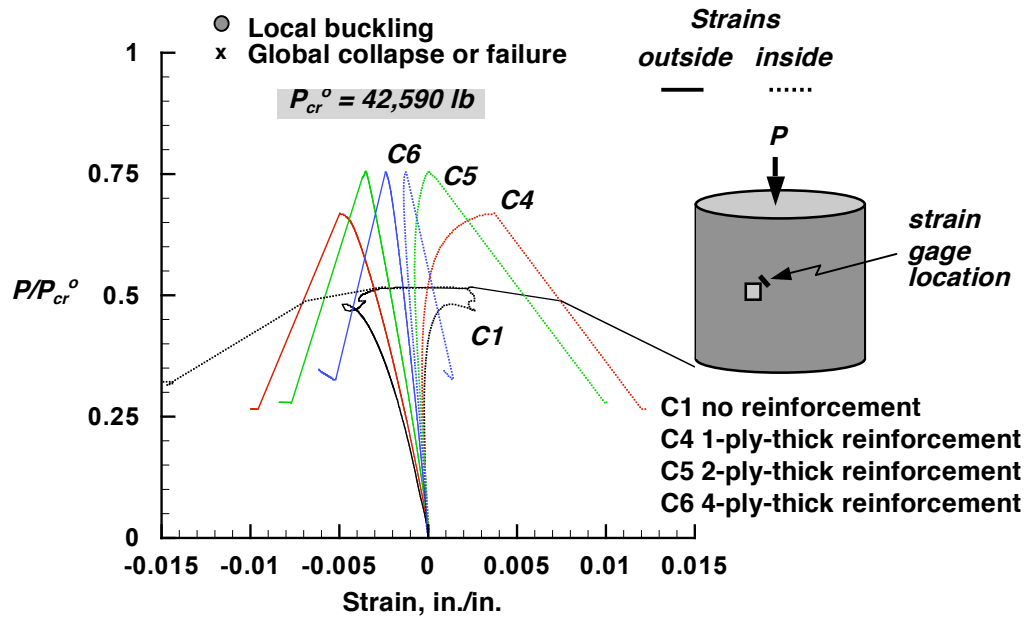 Local buckling
x Global collapse or failure
P_cr^o = 42,590 lb
Strains
outside inside
P
strain
gage
location
C6
C5
C4
C1
P/P_cr^o
1
0.75
0.5
0.25
0
-0.015 -0.01 -0.005 0 0.005 0.01 0.015
Strain, in./in.
C1 no reinforcement
C4 1-ply-thick reinforcement
C5 2-ply-thick reinforcement
C6 4-ply-thick reinforcement